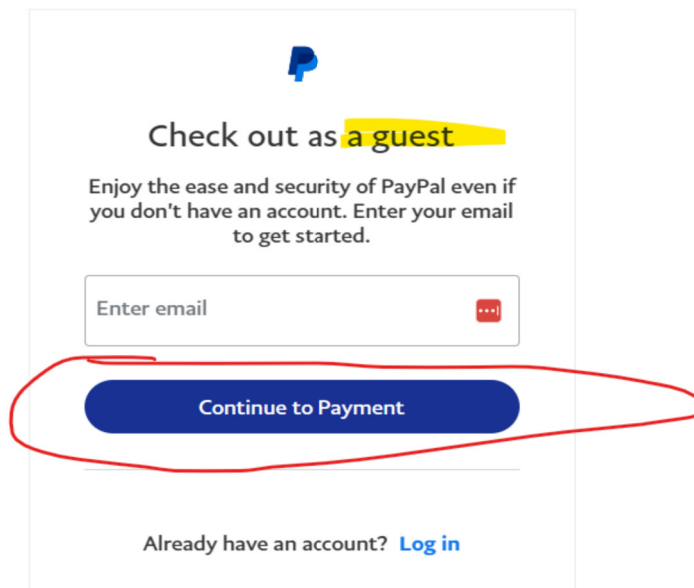 Check out as a guest
Enjoy the ease and security of PayPal even if
you don't have an account. Enter your email
to get started.
Enter email
Continue to Payment
Already have an account? Log in